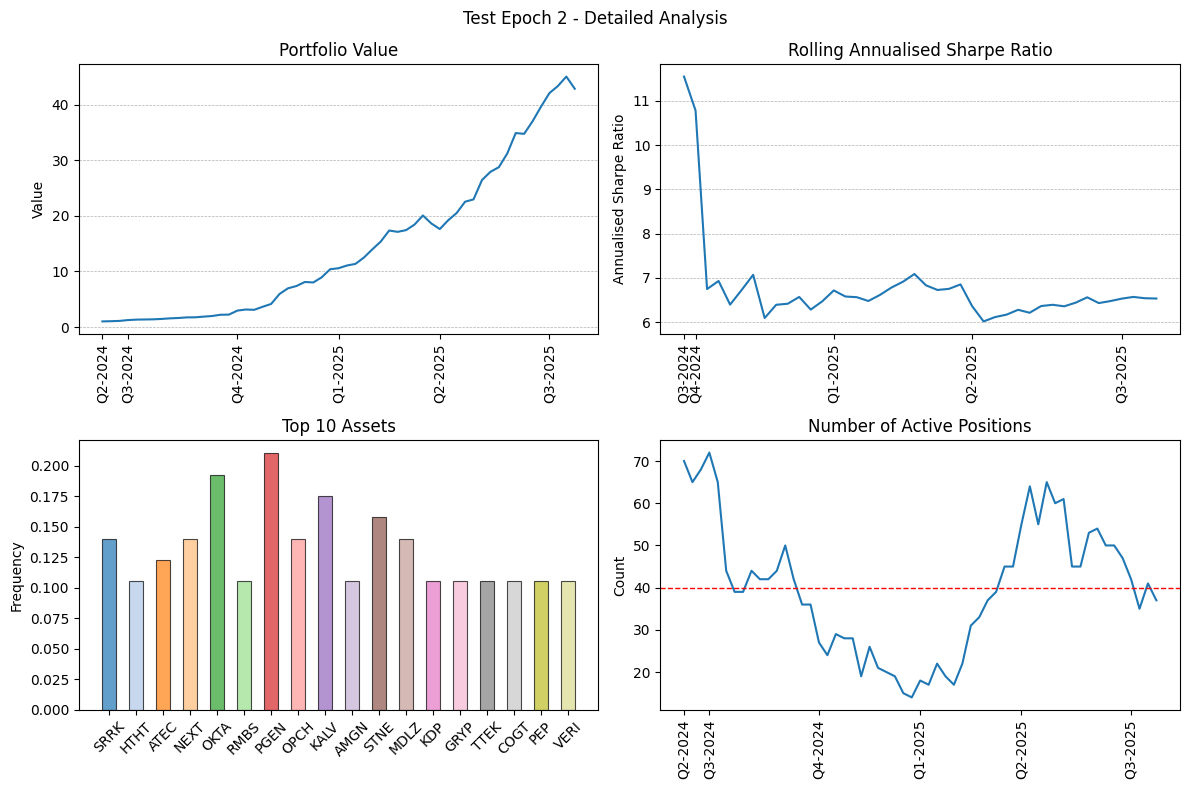 Test Epoch 2 - Detailed Analysis
Portfolio Value
Value
40
30
20
10
0
Q2-2024
Q3-2024
Q4-2024
Q1-2025
Q2-2025
Q3-2025
Rolling Annualised Sharpe Ratio
Annualised Sharpe Ratio
11
10
9
8
7
6
Q3-2024
Q4-2024
Q1-2025
Q2-2025
Q3-2025
Top 10 Assets
Frequency
0.200
0.175
0.150
0.125
0.100
0.075
0.050
0.025
0.000
SRRK
HTHT
ATEC
NEXT
OKTA
RMBS
PGEN
OPCH
KALV
AMGN
STNE
MDLZ
KDP
GRYP
TTEK
COGT
PEP
VERI
Number of Active Positions
Count
70
60
50
40
30
20
Q2-2024
Q3-2024
Q4-2024
Q1-2025
Q2-2025
Q3-2025